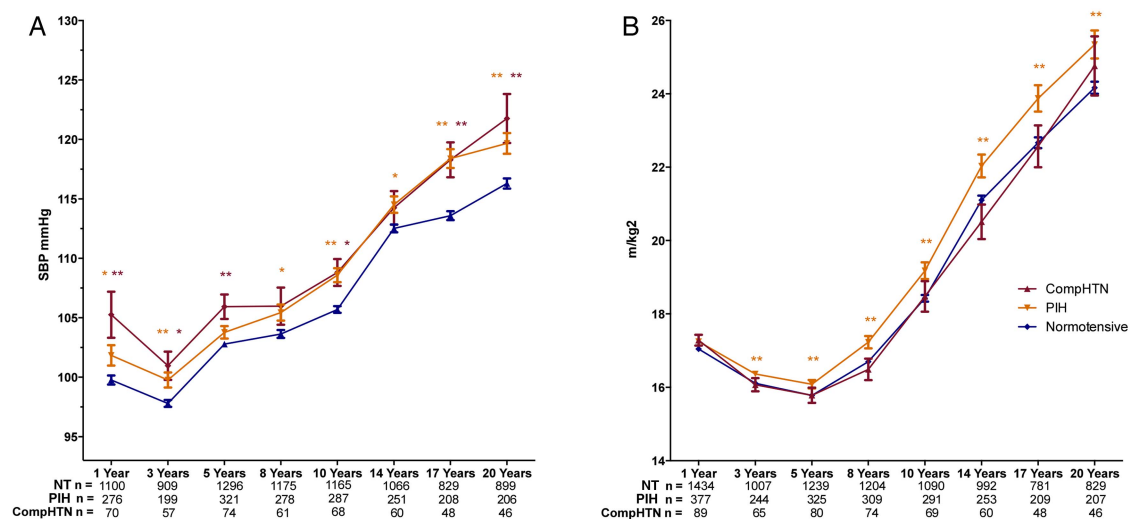 A
130
125
120
115
110
105
100
95
SBP mmHg
* **
** *
**
*
** *
*
** **
** **
1 Year 3 Years 5 Years 8 Years 10 Years 14 Years 17 Years 20 Years
NT n = 1100 909 1296 1175 1165 1066 829 899
PIH n = 276 199 321 278 287 251 208 206
CompHTN n = 70 57 74 61 68 60 48 46
B
26
24
22
20
18
16
14
m/kg2
**
**
**
**
**
**
**
CompHTN
PIH
Normotensive
1 Year 3 Years 5 Years 8 Years 10 Years 14 Years 17 Years 20 Years
NT n = 1434 1007 1239 1204 1090 992 781 829
PIH n = 377 244 325 309 291 253 209 207
CompHTN n = 89 65 80 74 69 60 48 46